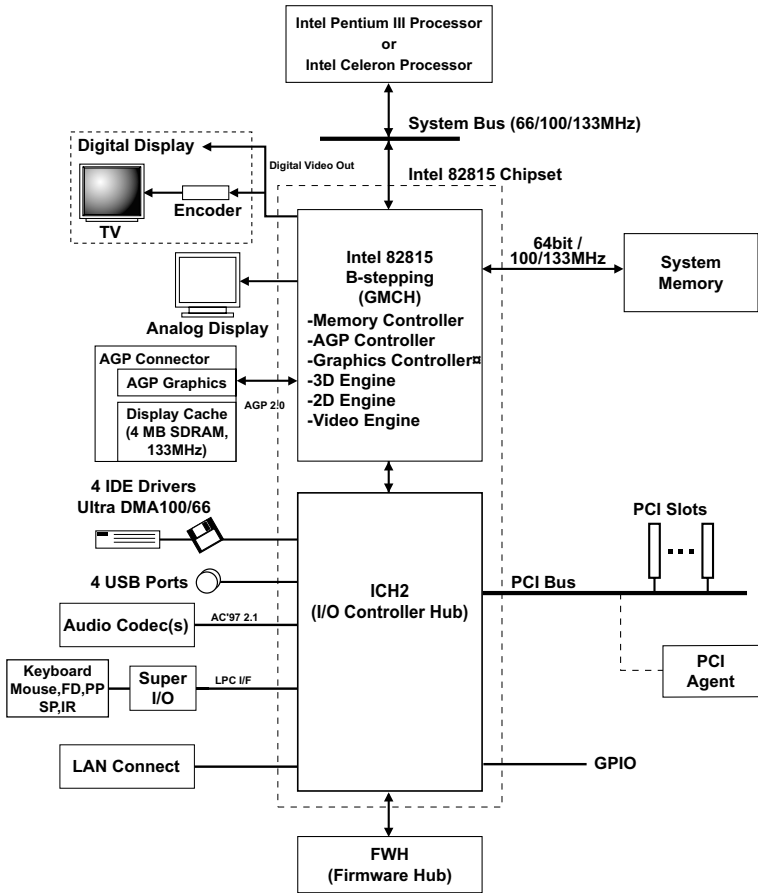 Intel Pentium III Processor
or
Intel Celeron Processor
System Bus (66/100/133MHz)
Digital Display
Digital Video Out
Intel 82815 Chipset
Encoder
TV
Intel 82815
B-stepping
(GMCH)
-Memory Controller
-AGP Controller
-Graphics Controller¤
-3D Engine
-2D Engine
-Video Engine
64bit /
100/133MHz
System
Memory
Analog Display
AGP Connector
AGP Graphics
AGP 2.0
Display Cache
(4 MB SDRAM,
133MHz)
4 IDE Drivers
Ultra DMA100/66
PCI Slots
4 USB Ports
ICH2
(I/O Controller Hub)
PCI Bus
Audio Codec(s)
AC'97 2.1
Keyboard
Mouse,FD,PP
SP,IR
Super
I/O
LPC I/F
PCI
Agent
LAN Connect
GPIO
FWH
(Firmware Hub)